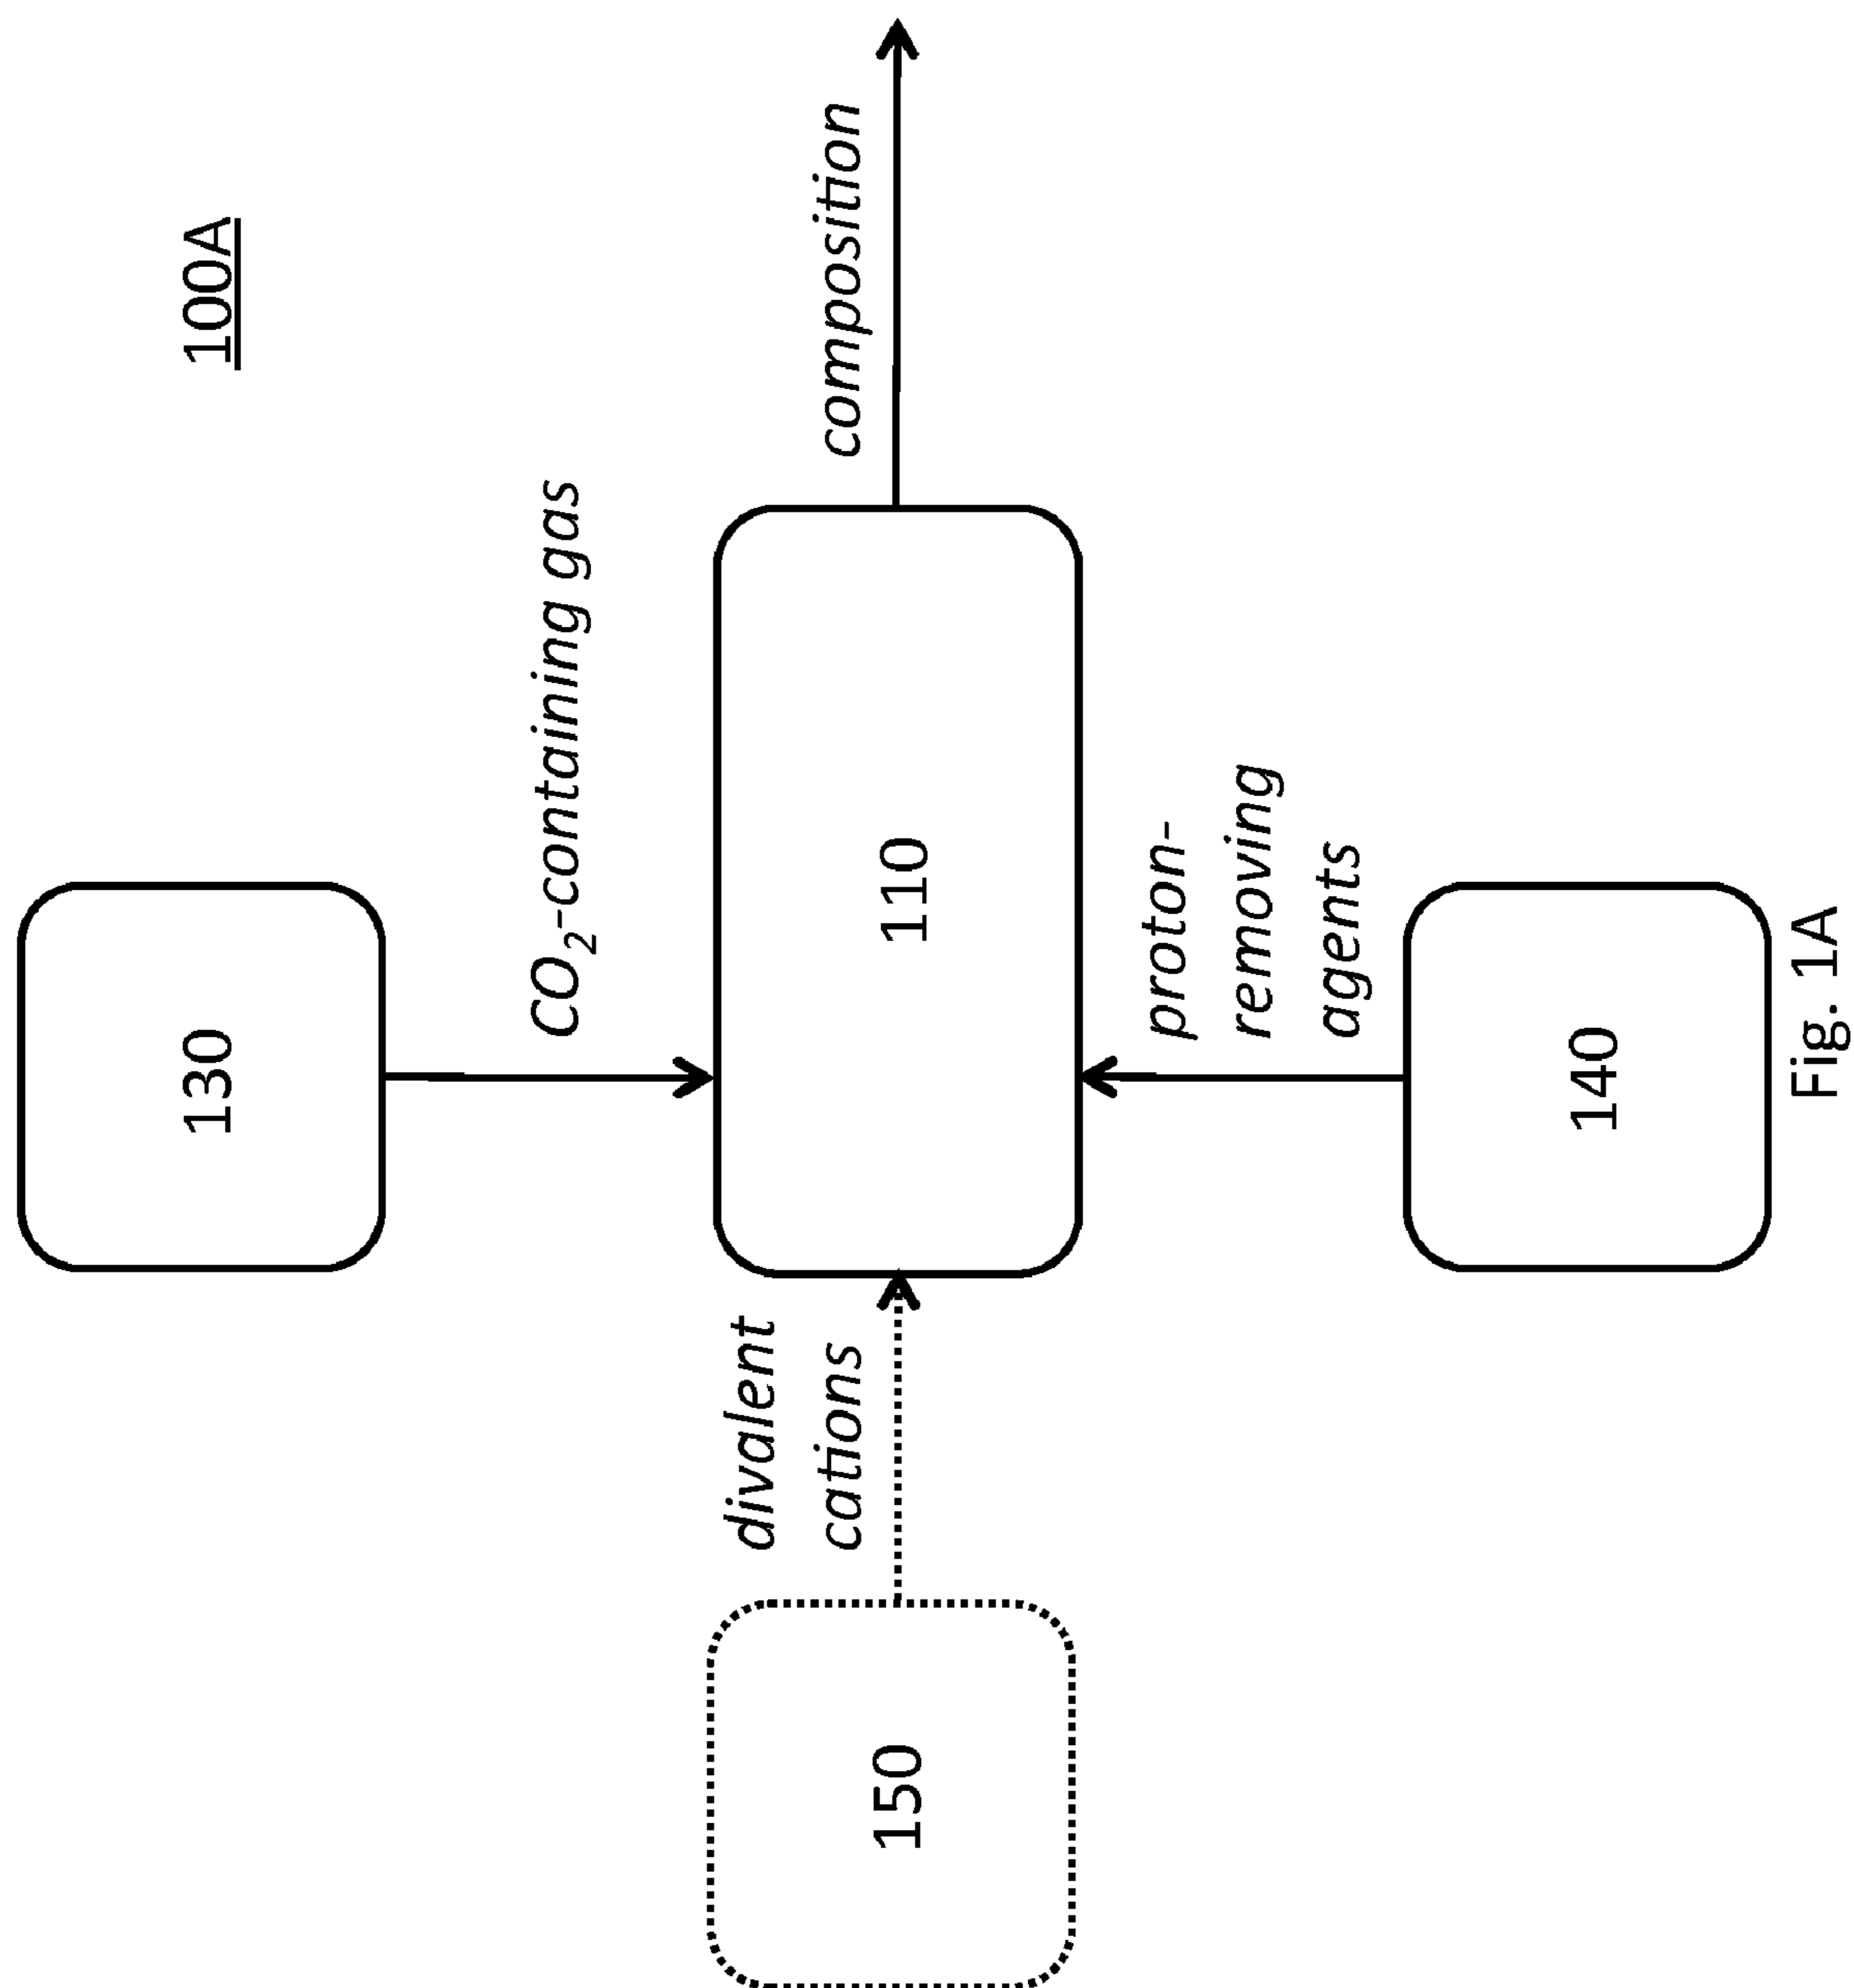 100A
130
CO2-containing gas
divalent
cations
150
110
composition
proton-
removing
agents
140
Fig. 1A